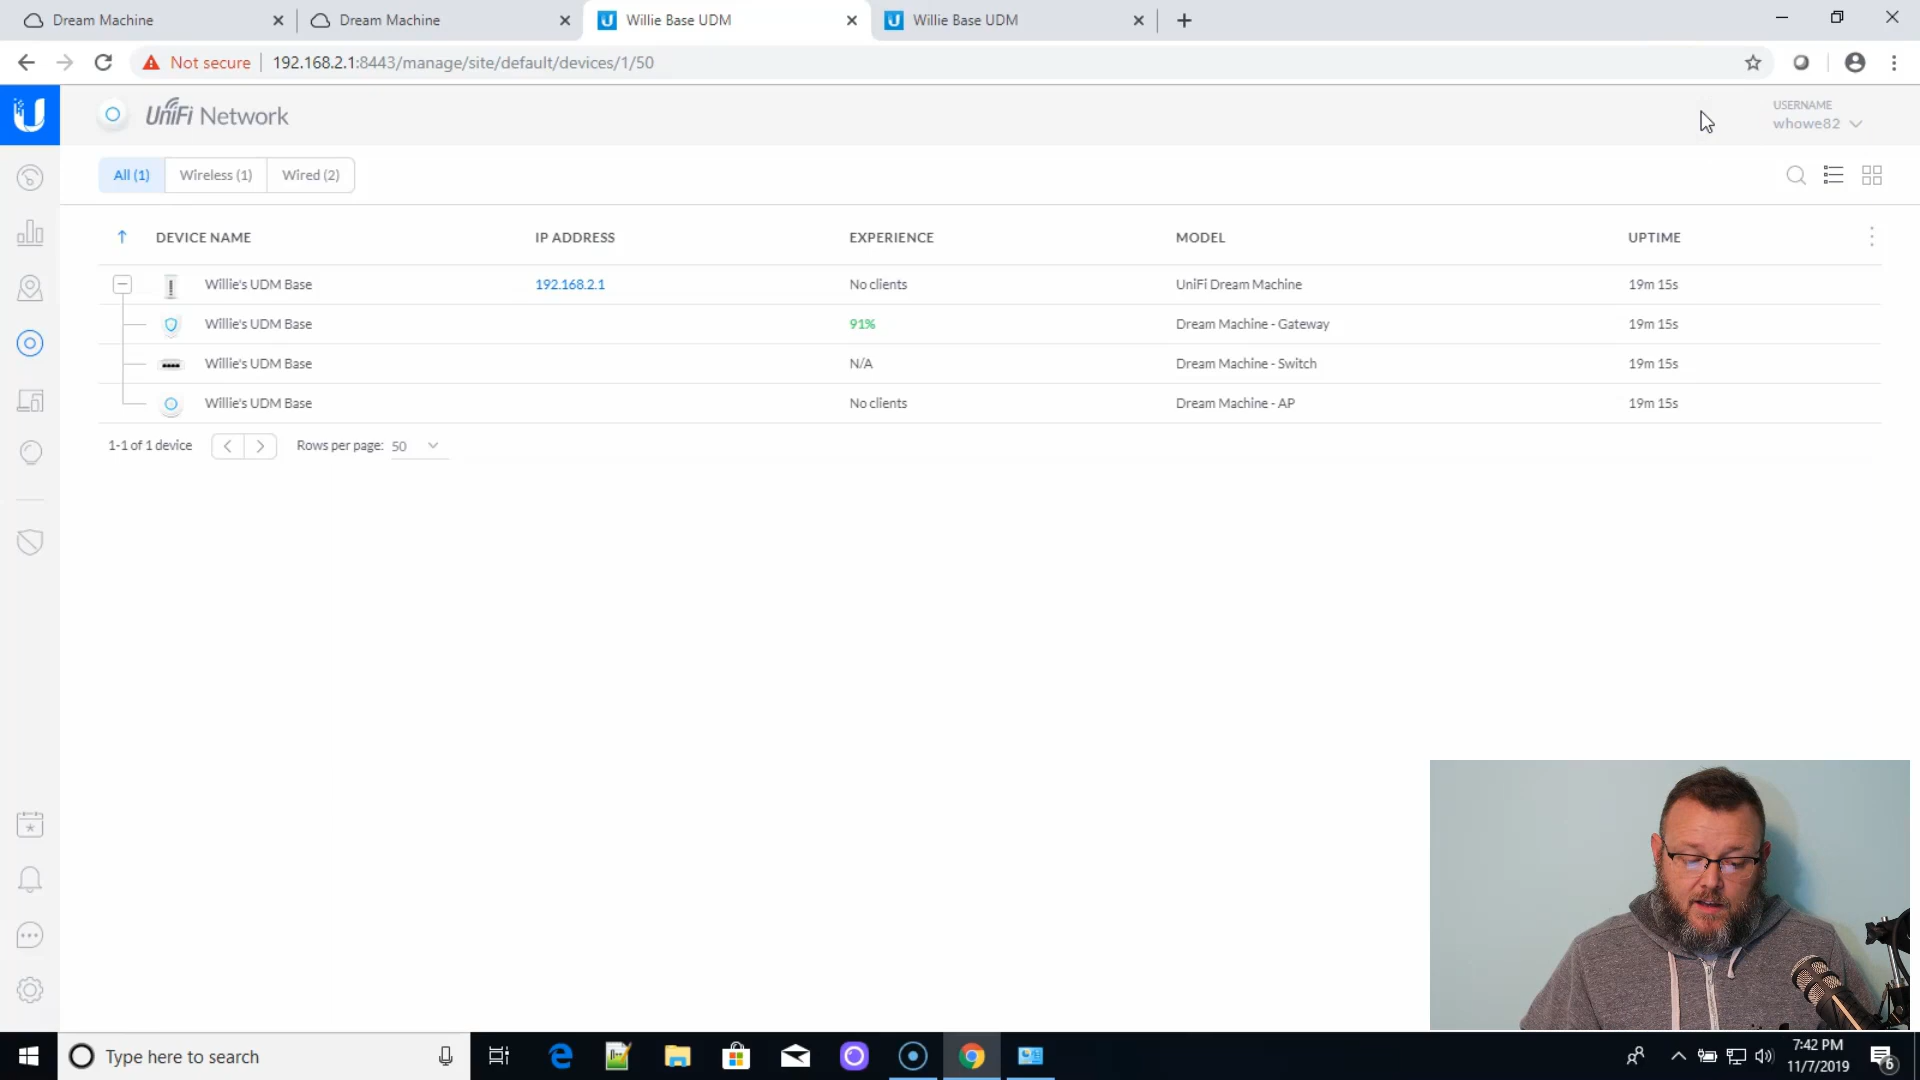 Dream Machine
Dream Machine
Willie Base UDM
Willie Base UDM
Not secure
192.168.2.1:8443/manage/site/default/devices/1/50
UniFi Network
USERNAME
whowe82
All (1)
Wireless (1)
Wired (2)
DEVICE NAME IP ADDRESS EXPERIENCE MODEL UPTIME
Willie's UDM Base 192.168.2.1 No clients UniFi Dream Machine 19m 15s
Willie's UDM Base 91% Dream Machine - Gateway 19m 15s
Willie's UDM Base N/A Dream Machine - Switch 19m 15s
Willie's UDM Base No clients Dream Machine - AP 19m 15s
1-1 of 1 device Rows per page: 50
Type here to search
7:42 PM
11/7/2019
6